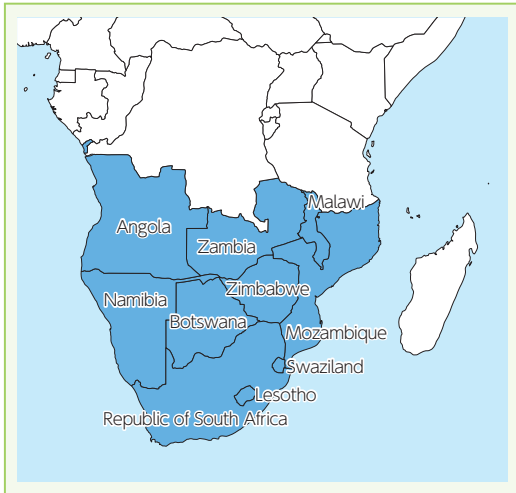 Malawi
Angola
Zambia
Zimbabwe
Namibia
Botswana
Mozambique
Swaziland
Lesotho
Republic of South Africa